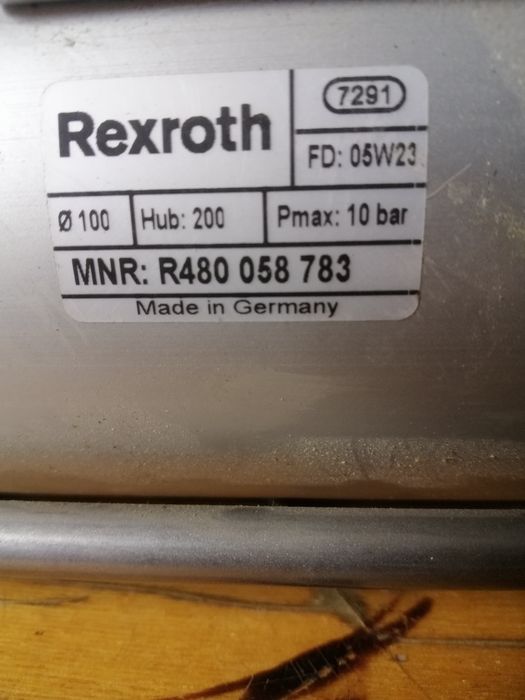 Rexroth
7291
FD: 05W23
Ø 100
Hub: 200
Pmax: 10 bar
MNR: R480 058 783
Made in Germany